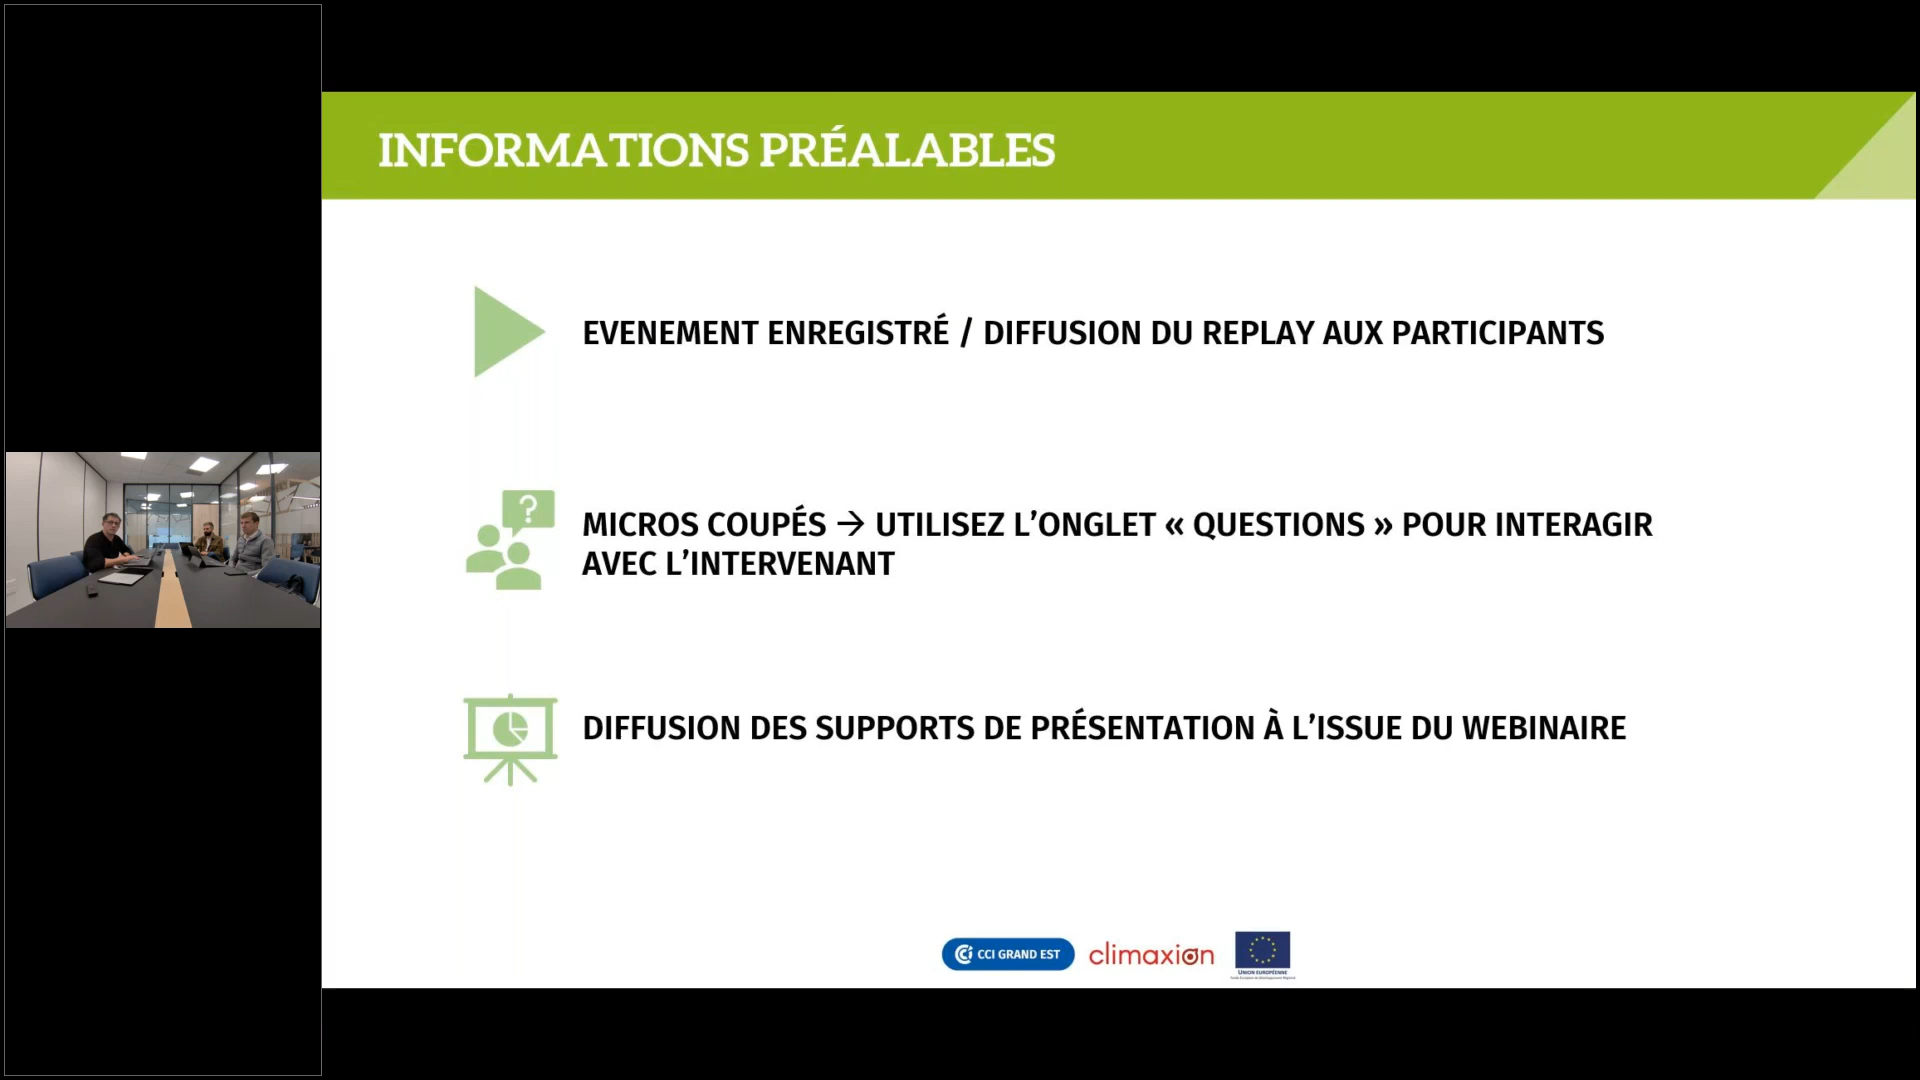 INFORMATIONS PRÉALABLES
EVENEMENT ENREGISTRÉ / DIFFUSION DU REPLAY AUX PARTICIPANTS
?
MICROS COUPÉS → UTILISEZ L’ONGLET « QUESTIONS » POUR INTERAGIR
AVEC L’INTERVENANT
DIFFUSION DES SUPPORTS DE PRÉSENTATION À L’ISSUE DU WEBINAIRE
CCI GRAND EST
climaxion
UNION EUROPÉENNE